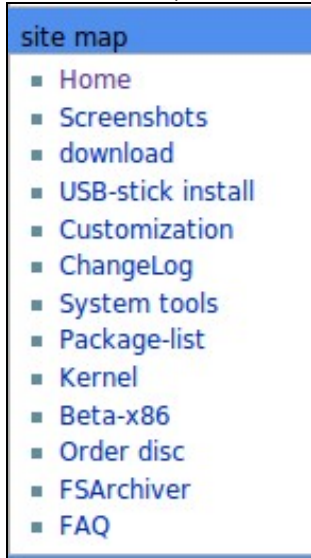 site map
Home
Screenshots
download
USB-stick install
Customization
ChangeLog
System tools
Package-list
Kernel
Beta-x86
Order disc
FSArchiver
FAQ